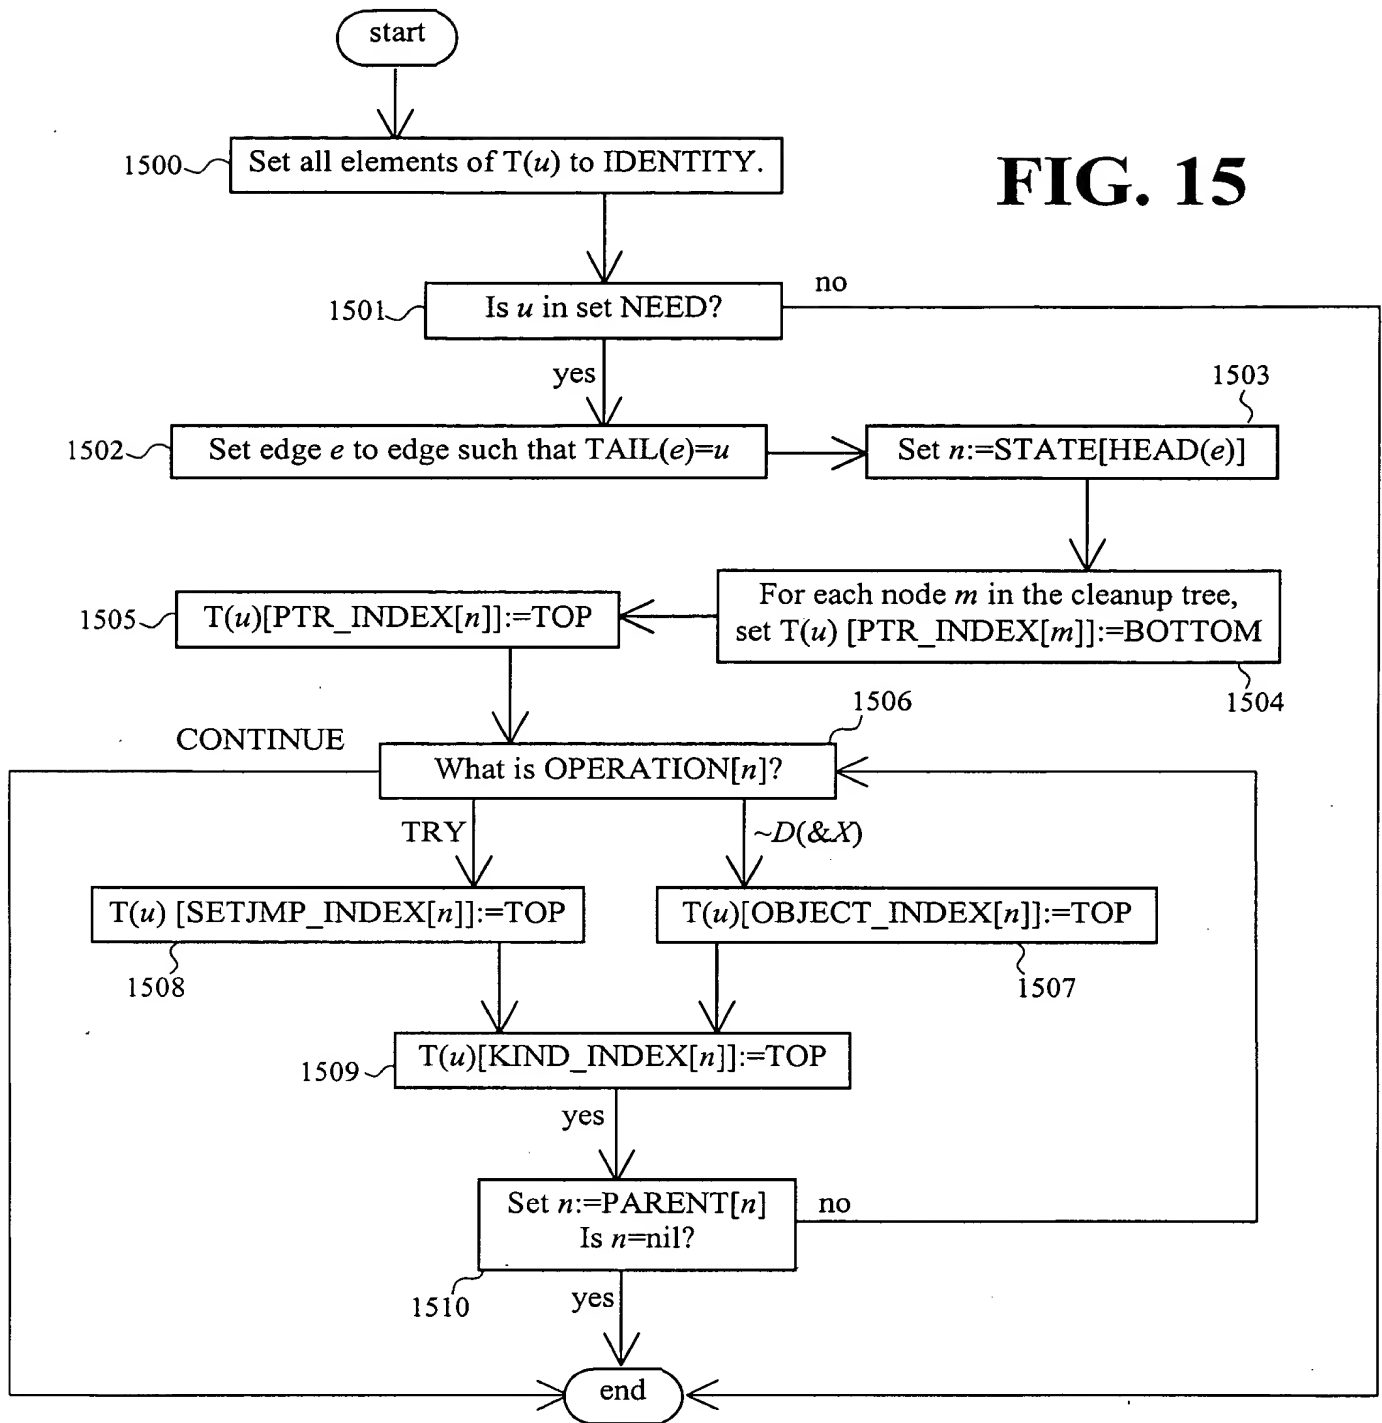 start
1500
Set all elements of T(u) to IDENTITY.
FIG. 15
1501
Is u in set NEED?
no
yes
1502
Set edge e to edge such that TAIL(e)=u
1503
Set n:=STATE[HEAD(e)]
For each node m in the cleanup tree,
set T(u) [PTR_INDEX[m]]:=BOTTOM
1504
1505
T(u)[PTR_INDEX[n]]:=TOP
1506
CONTINUE
What is OPERATION[n]?
TRY
~D(&X)
T(u) [SETJMP_INDEX[n]]:=TOP
1508
T(u)[OBJECT_INDEX[n]]:=TOP
1507
1509
T(u)[KIND_INDEX[n]]:=TOP
yes
Set n:=PARENT[n]
Is n=nil?
no
1510
yes
end